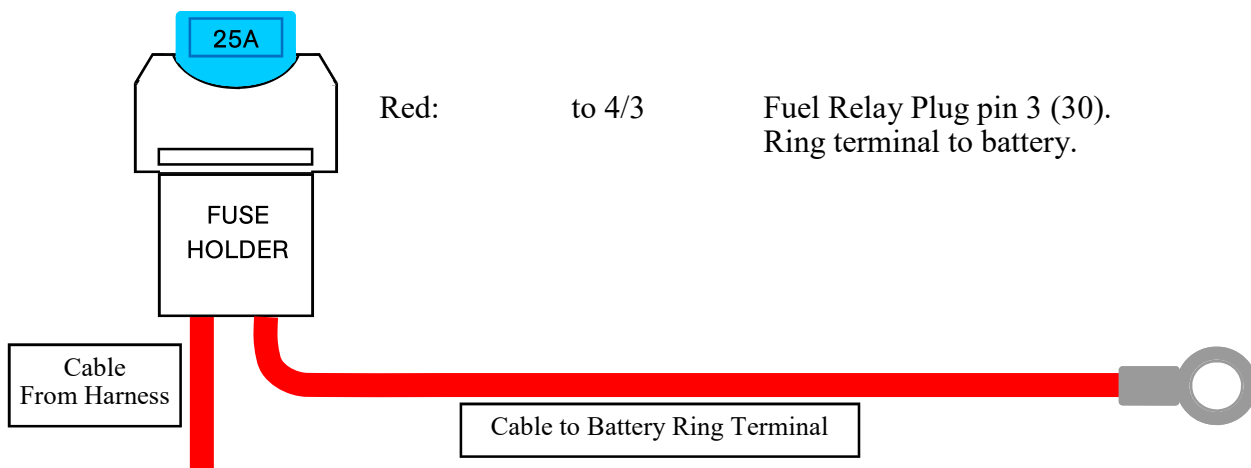 25A
Red: to 4/3 Fuel Relay Plug pin 3 (30).
Ring terminal to battery.
FUSE
HOLDER
Cable
From Harness
Cable to Battery Ring Terminal